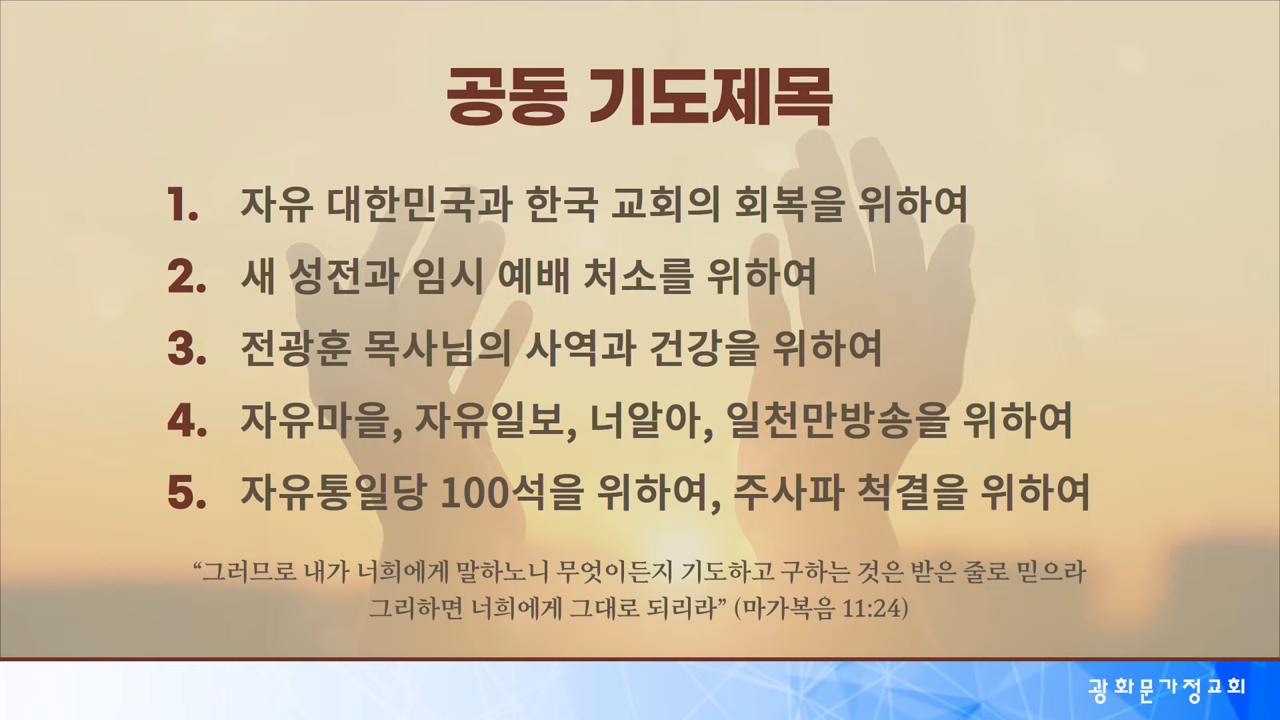 공동 기도제목
1. 자유 대한민국과 한국 교회의 회복을 위하여
2. 새 성전과 임시 예배 처소를 위하여
3. 전광훈 목사님의 사역과 건강을 위하여
4. 자유마을, 자유일보, 너알아, 일천만방송을 위하여
5. 자유통일당 100석을 위하여, 주사파 척결을 위하여
“그러므로 내가 너희에게 말하노니 무엇이든지 기도하고 구하는 것은 받은 줄로 믿으라
그리하면 너희에게 그대로 되리라” (마가복음 11:24)
광화문가정교회